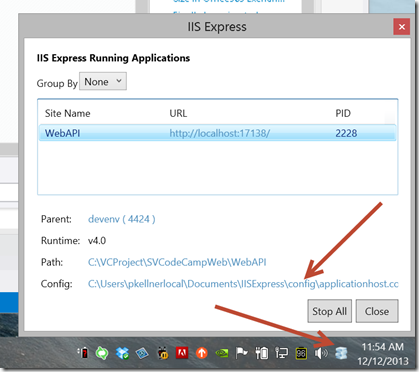 IIS Express
IIS Express Running Applications
Group By None
Site Name URL PID
WebAPI http://localhost:17138/ 2228
Parent: devenv ( 4424 )
Runtime: v4.0
Path: C:\VCProject\SVCodeCampWeb\WebAPI
Config: C:\Users\pkellnerlocal\Documents\IISExpress\config\applicationhost.cc
Stop All Close
11:54 AM
12/12/2013